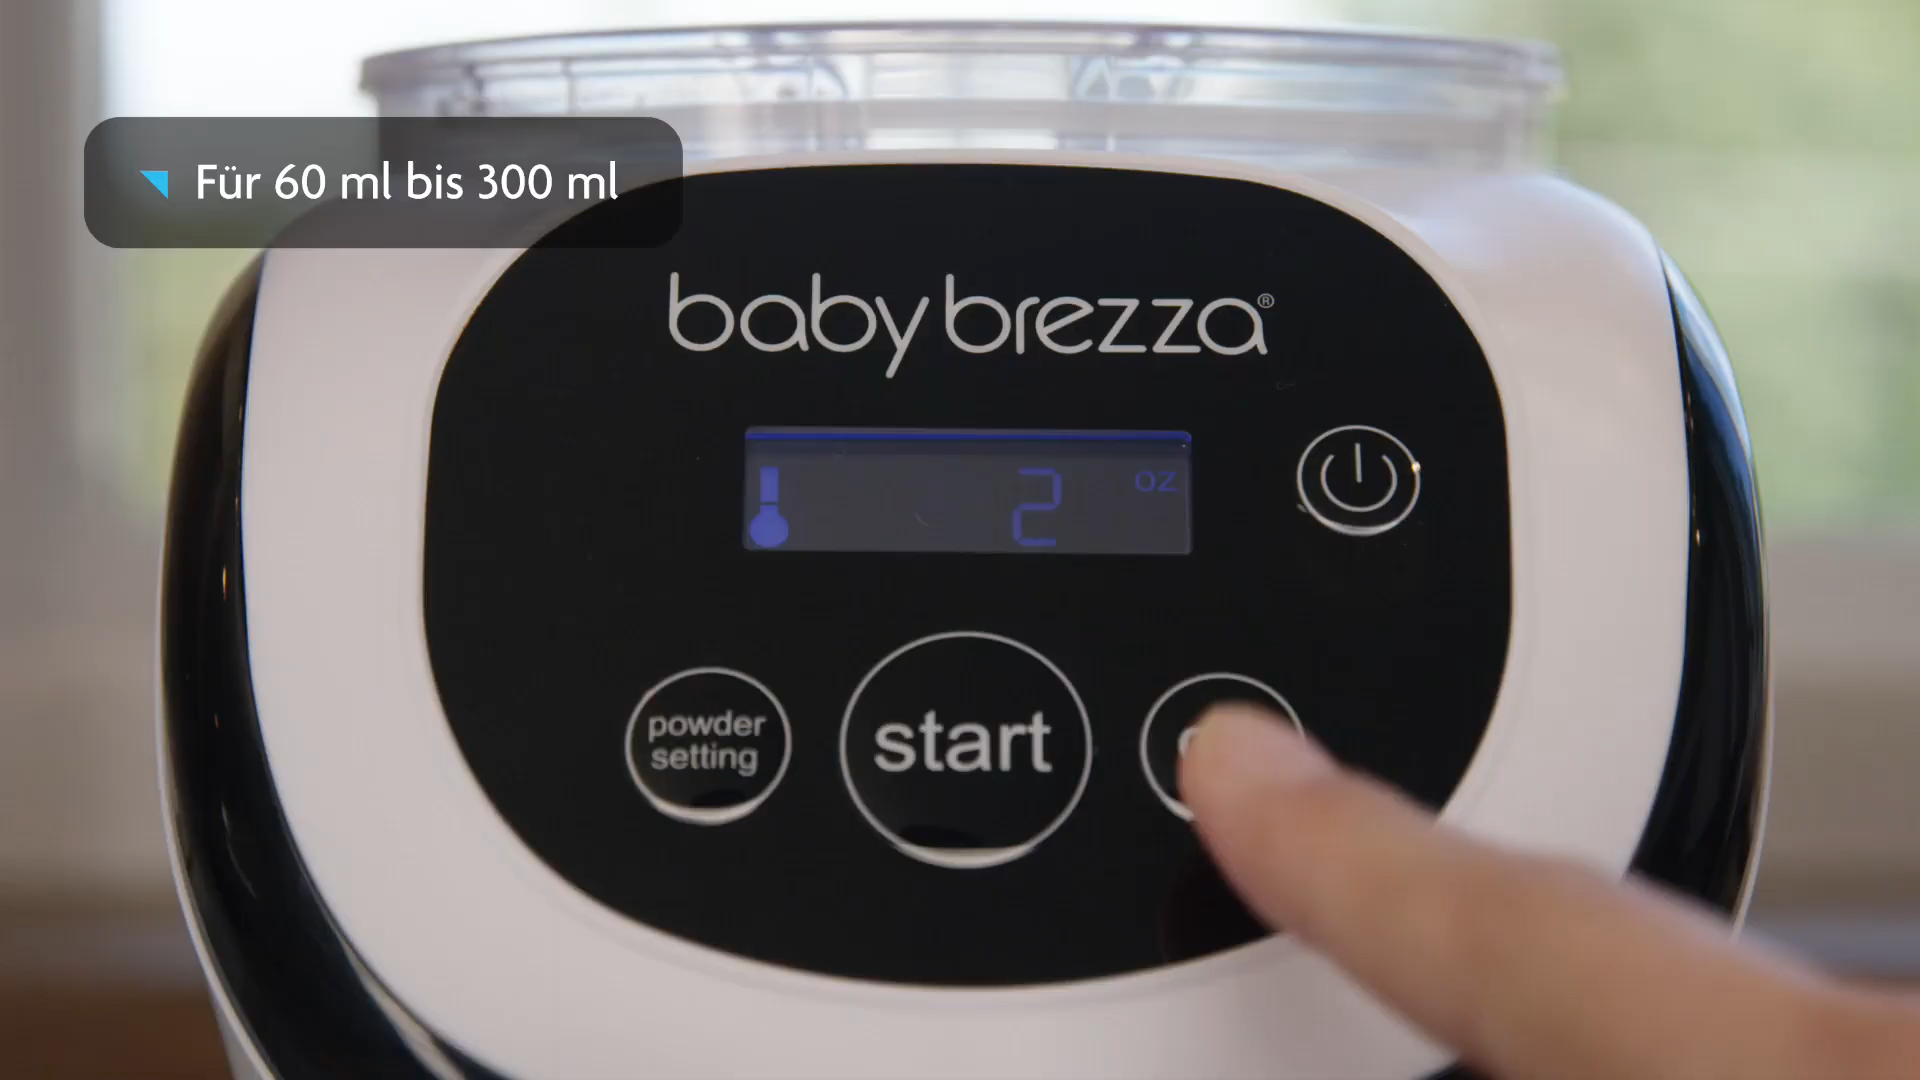 Für 60 ml bis 300 ml
baby brezza®
2 oz
powder
setting
start